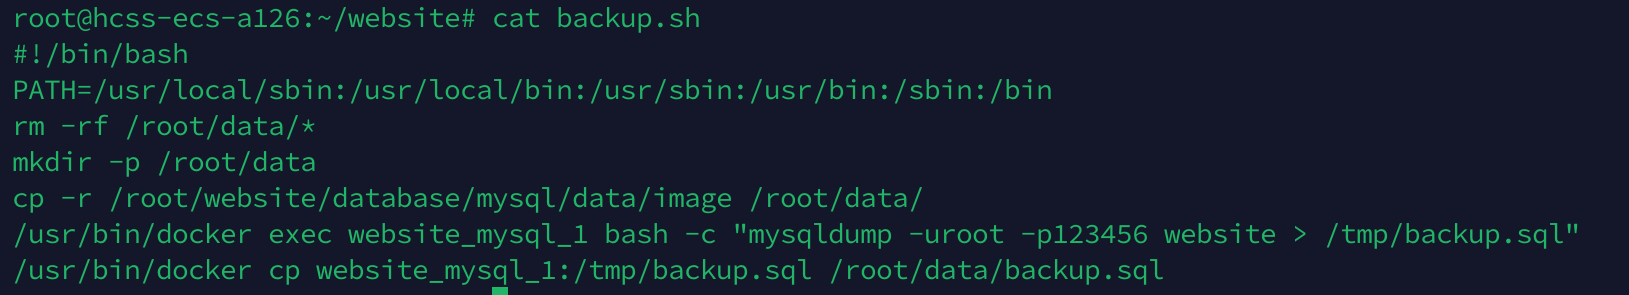 root@hcss-ecs-a126:~/website# cat backup.sh
#!/bin/bash
PATH=/usr/local/sbin:/usr/local/bin:/usr/sbin:/usr/bin:/sbin:/bin
rm -rf /root/data/*
mkdir -p /root/data
cp -r /root/website/database/mysql/data/image /root/data/
/usr/bin/docker exec website_mysql_1 bash -c "mysqldump -uroot -p123456 website > /tmp/backup.sql"
/usr/bin/docker cp website_mysql_1:/tmp/backup.sql /root/data/backup.sql